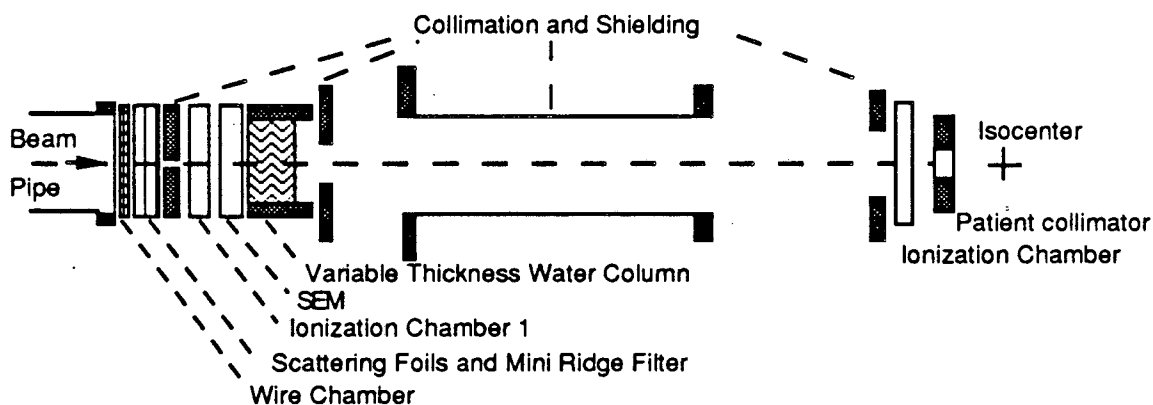 Collimation and Shielding
Beam
Pipe
Isocenter
Patient collimator
Ionization Chamber
Variable Thickness Water Column
SEM
Ionization Chamber 1
Scattering Foils and Mini Ridge Filter
Wire Chamber